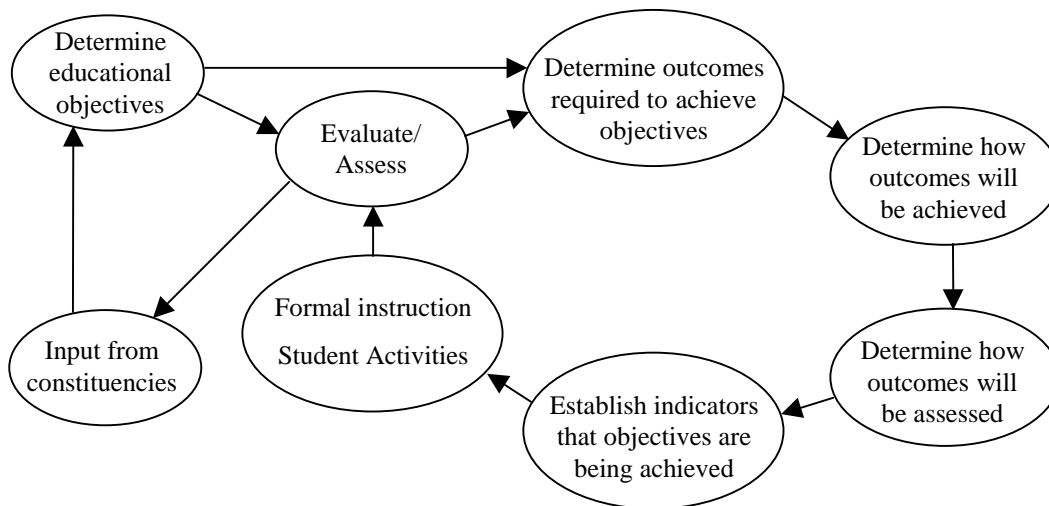 Determine
educational
objectives
Evaluate/
Assess
Determine outcomes
required to achieve
objectives
Determine how
outcomes will
be achieved
Determine how
outcomes will
be assessed
Establish indicators
that objectives are
being achieved
Formal instruction
Student Activities
Input from
constituencies